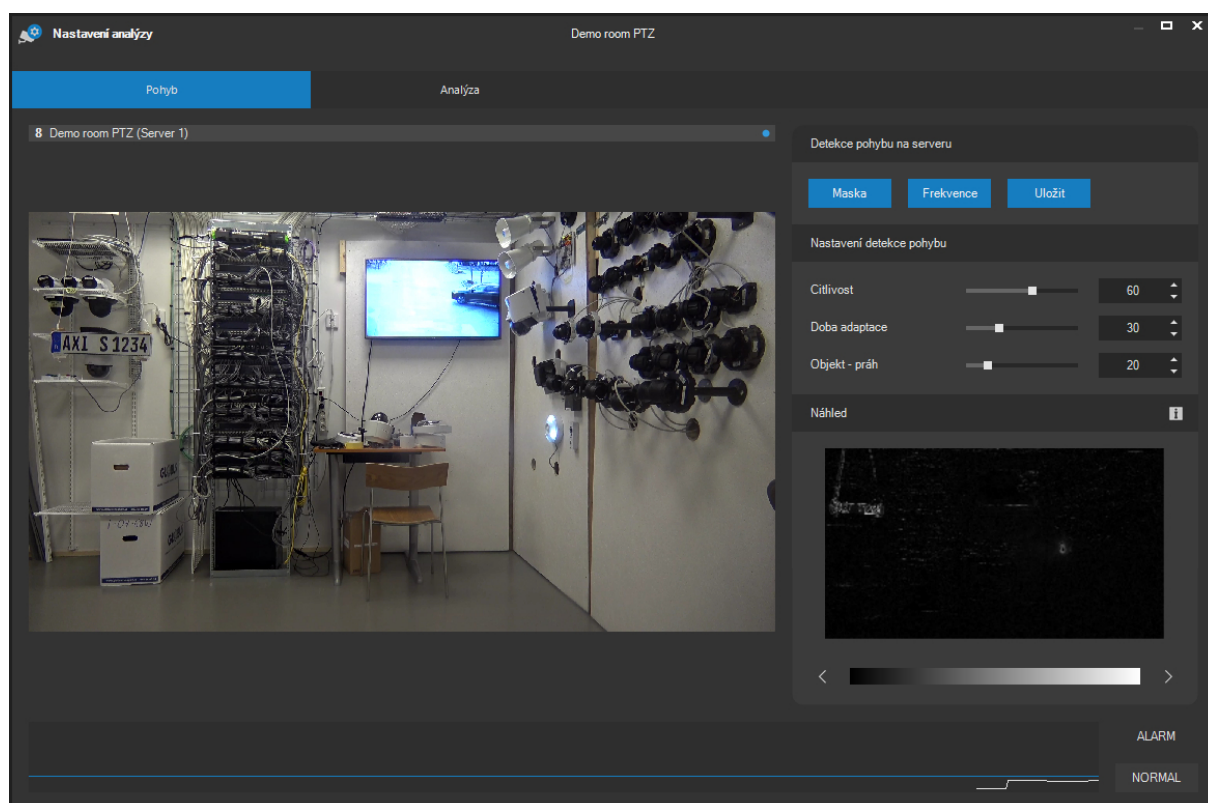 Nastavení analýzy
Demo room PTZ
Pohyb
Analýza
8 Demo room PTZ (Server 1)
AXI S 1234
GLOBUS
Detekce pohybu na serveru
Maska
Frekvence
Uložit
Nastavení detekce pohybu
Citlivost
60
Doba adaptace
30
Objekt - práh
20
Náhled
i
ALARM
NORMAL